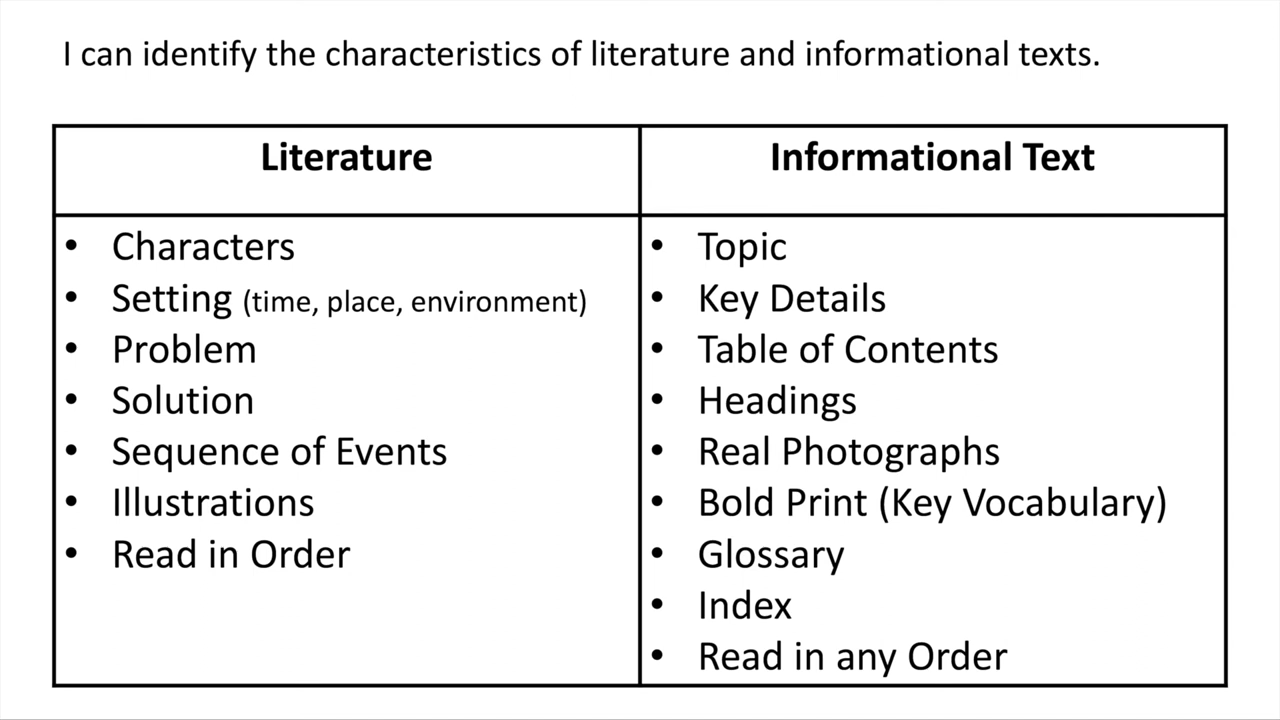 I can identify the characteristics of literature and informational texts.
Literature
• Characters
• Setting (time, place, environment)
• Problem
• Solution
• Sequence of Events
• Illustrations
• Read in Order
Informational Text
• Topic
• Key Details
• Table of Contents
• Headings
• Real Photographs
• Bold Print (Key Vocabulary)
• Glossary
• Index
• Read in any Order